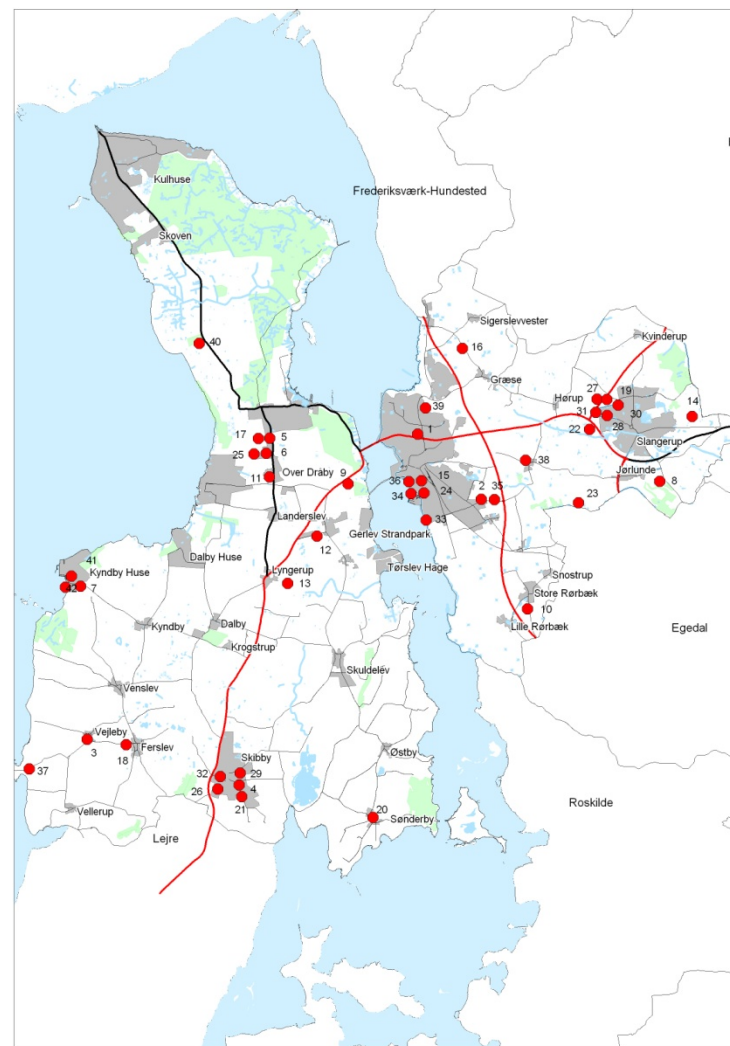 Kulhuse
Frederiksværk-Hundested
Skoven
Sigerslevvester
Kvinderup
40
16
Græse
27
19
39
Hørup
31
30
14
1
22
28
17
5
Slangerup
25
6
38
Over Dråby
Jørlunde
11
9
36
15
8
34
24
2
35
23
Landerslev
33
12
Gerlev Strandpark
Dalby Huse
41
Tørslev Hage
Kyndby Huse
Lyngerup
Snostrup
42
7
13
Store Rørbæk
10
Kyndby
Dalby
Lille Rørbæk
Egedal
Krogstrup
Skuldelev
Venslev
Vejleby
3
Ferslev
18
Østby
Skibby
37
32
29
26
4
21
Roskilde
Vellerup
20
Sønderby
Lejre